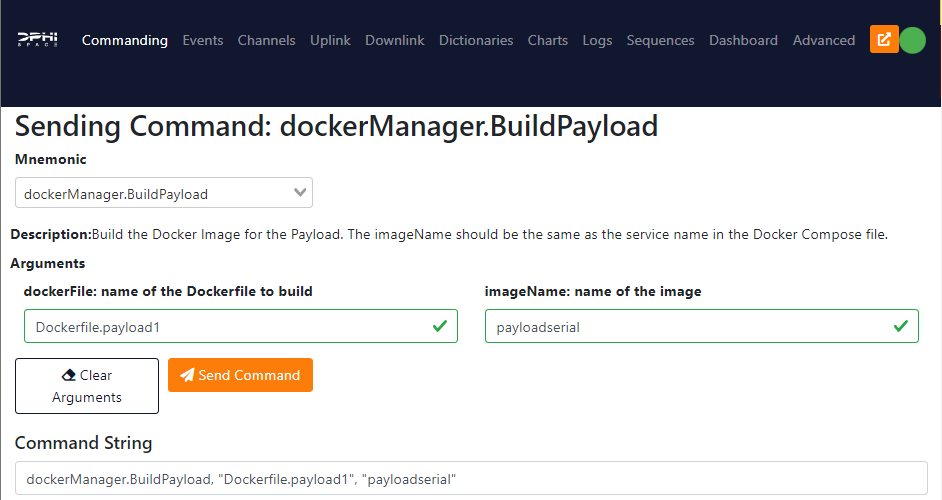 DPHI
SPACE
Commanding Events Channels Uplink Downlink Dictionaries Charts Logs Sequences Dashboard Advanced
Sending Command: dockerManager.BuildPayload
Mnemonic
dockerManager.BuildPayload
Description:Build the Docker Image for the Payload. The imageName should be the same as the service name in the Docker Compose file.
Arguments
dockerFile: name of the Dockerfile to build
imageName: name of the image
Dockerfile.payload1
payloadserial
Clear
Arguments
Send Command
Command String
dockerManager.BuildPayload, "Dockerfile.payload1", "payloadserial"